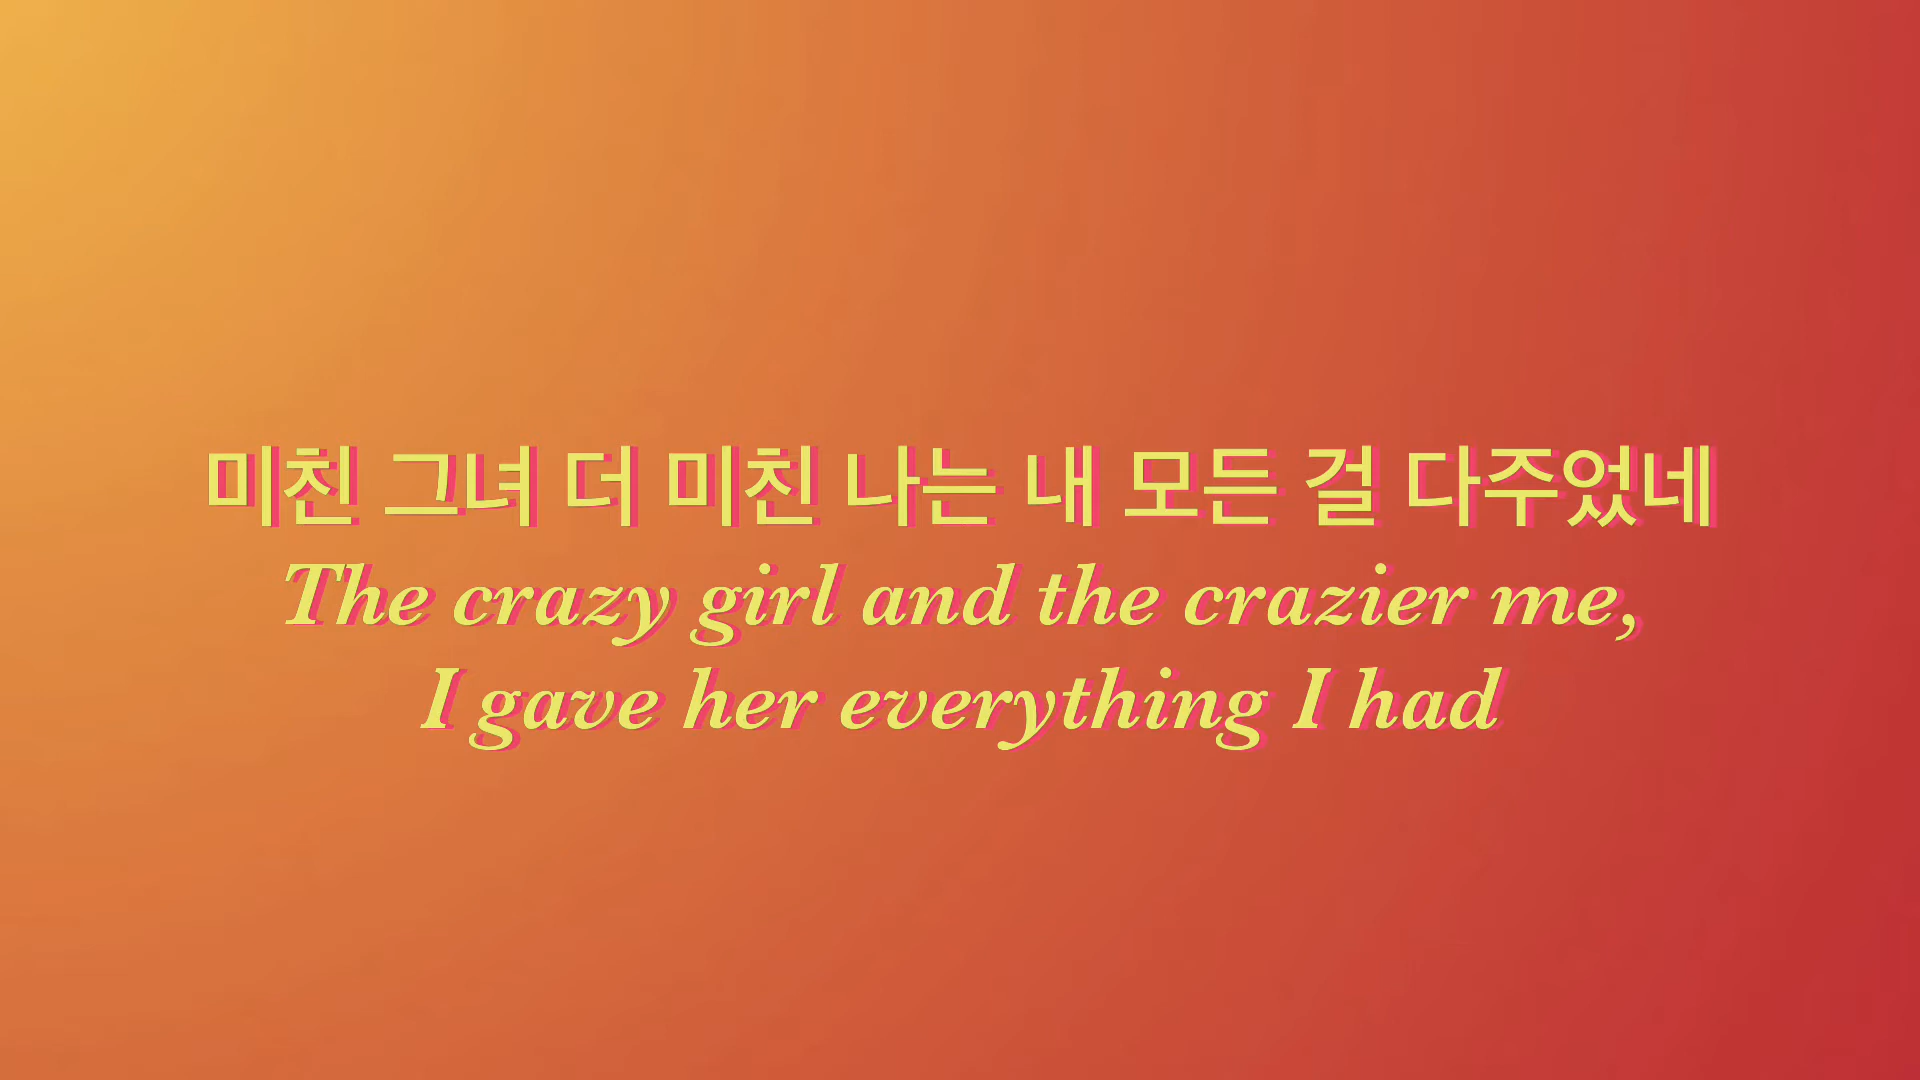 미친 그녀 더 미친 나는 내 모든 걸 다주었네
The crazy girl and the crazier me,
I gave her everything I had